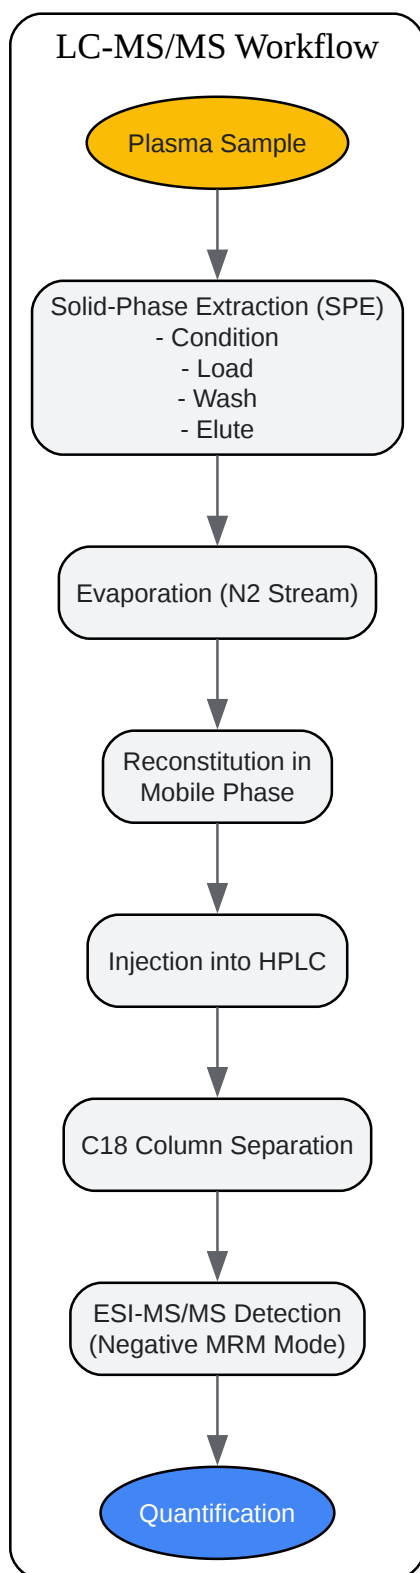 LC-MS/MS Workflow
Plasma Sample
Solid-Phase Extraction (SPE)
- Condition
- Load
- Wash
- Elute
Evaporation (N2 Stream)
Reconstitution in
Mobile Phase
Injection into HPLC
C18 Column Separation
ESI-MS/MS Detection
(Negative MRM Mode)
Quantification